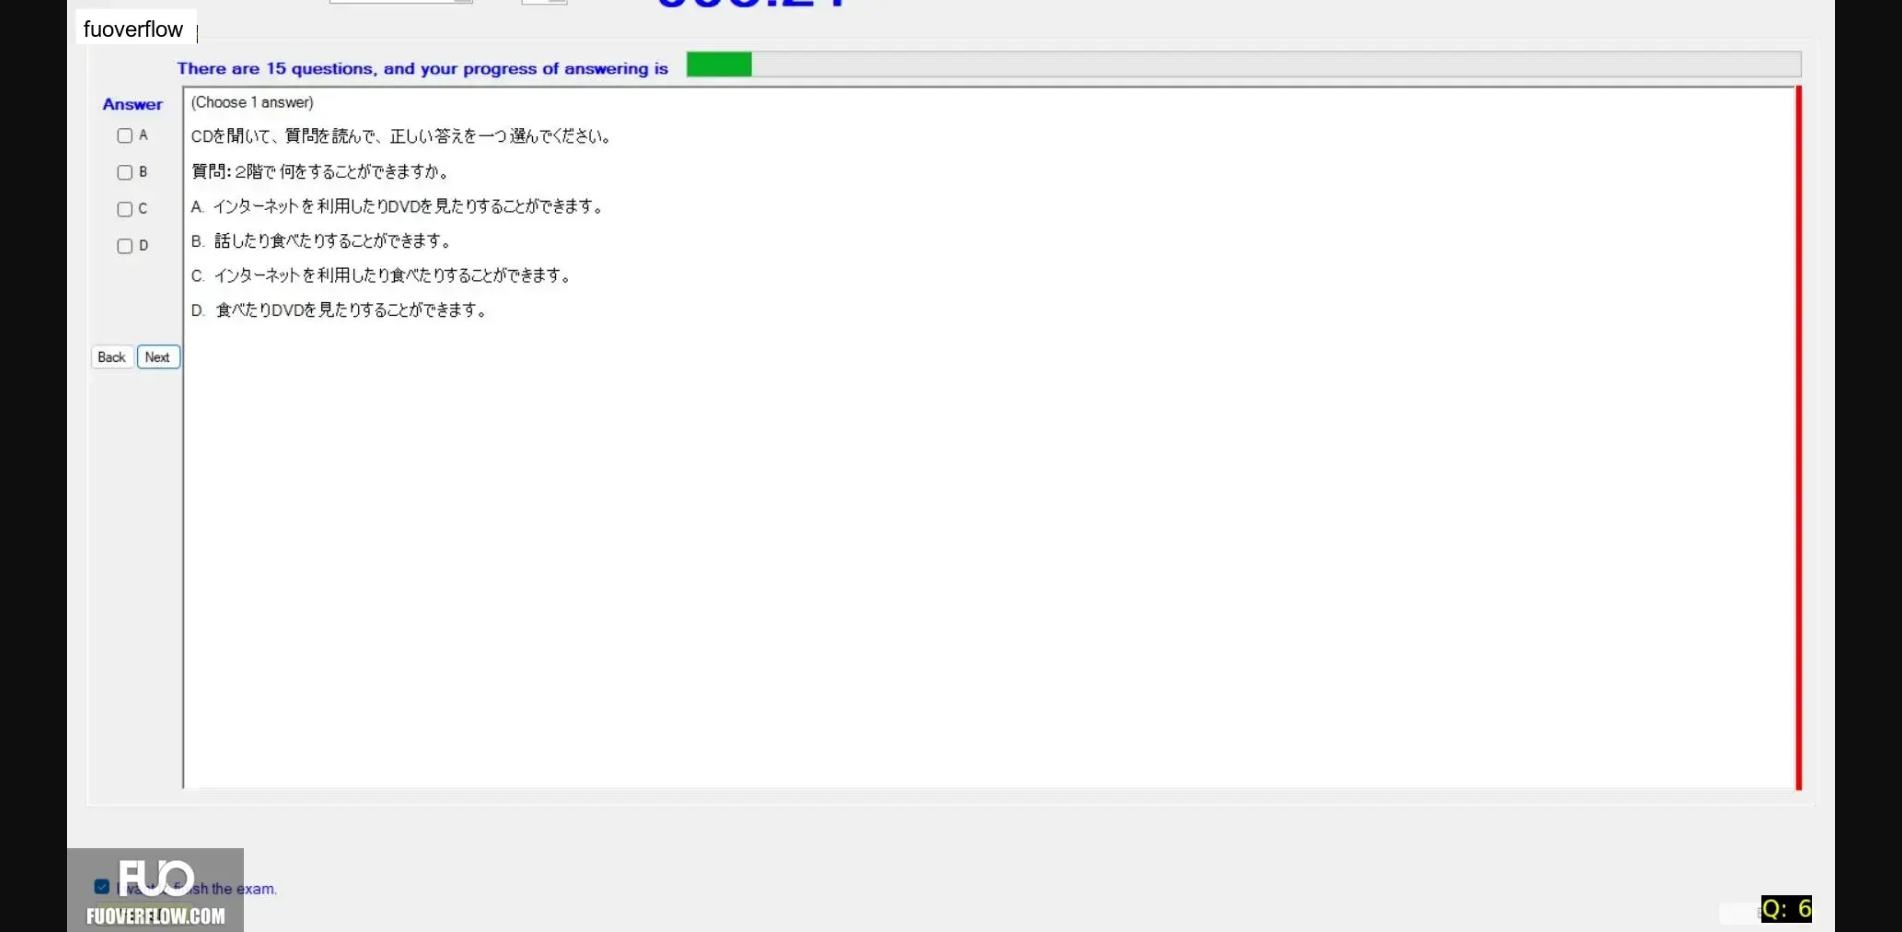 fuoverflow
There are 15 questions, and your progress of answering is
Answer
(Choose 1 answer)
A
CDを聞いて、質問を読んで、正しい答えを一つ選んでください。
B
質問：２階で何をすることができますか。
C
A. インターネットを利用したりDVDを見たりすることができます。
D
B. 話したり食べたりすることができます。
C. インターネットを利用したり食べたりすることができます。
D. 食べたりDVDを見たりすることができます。
Back Next
FUO
finish the exam.
FUOVERFLOW.COM
Q: 6